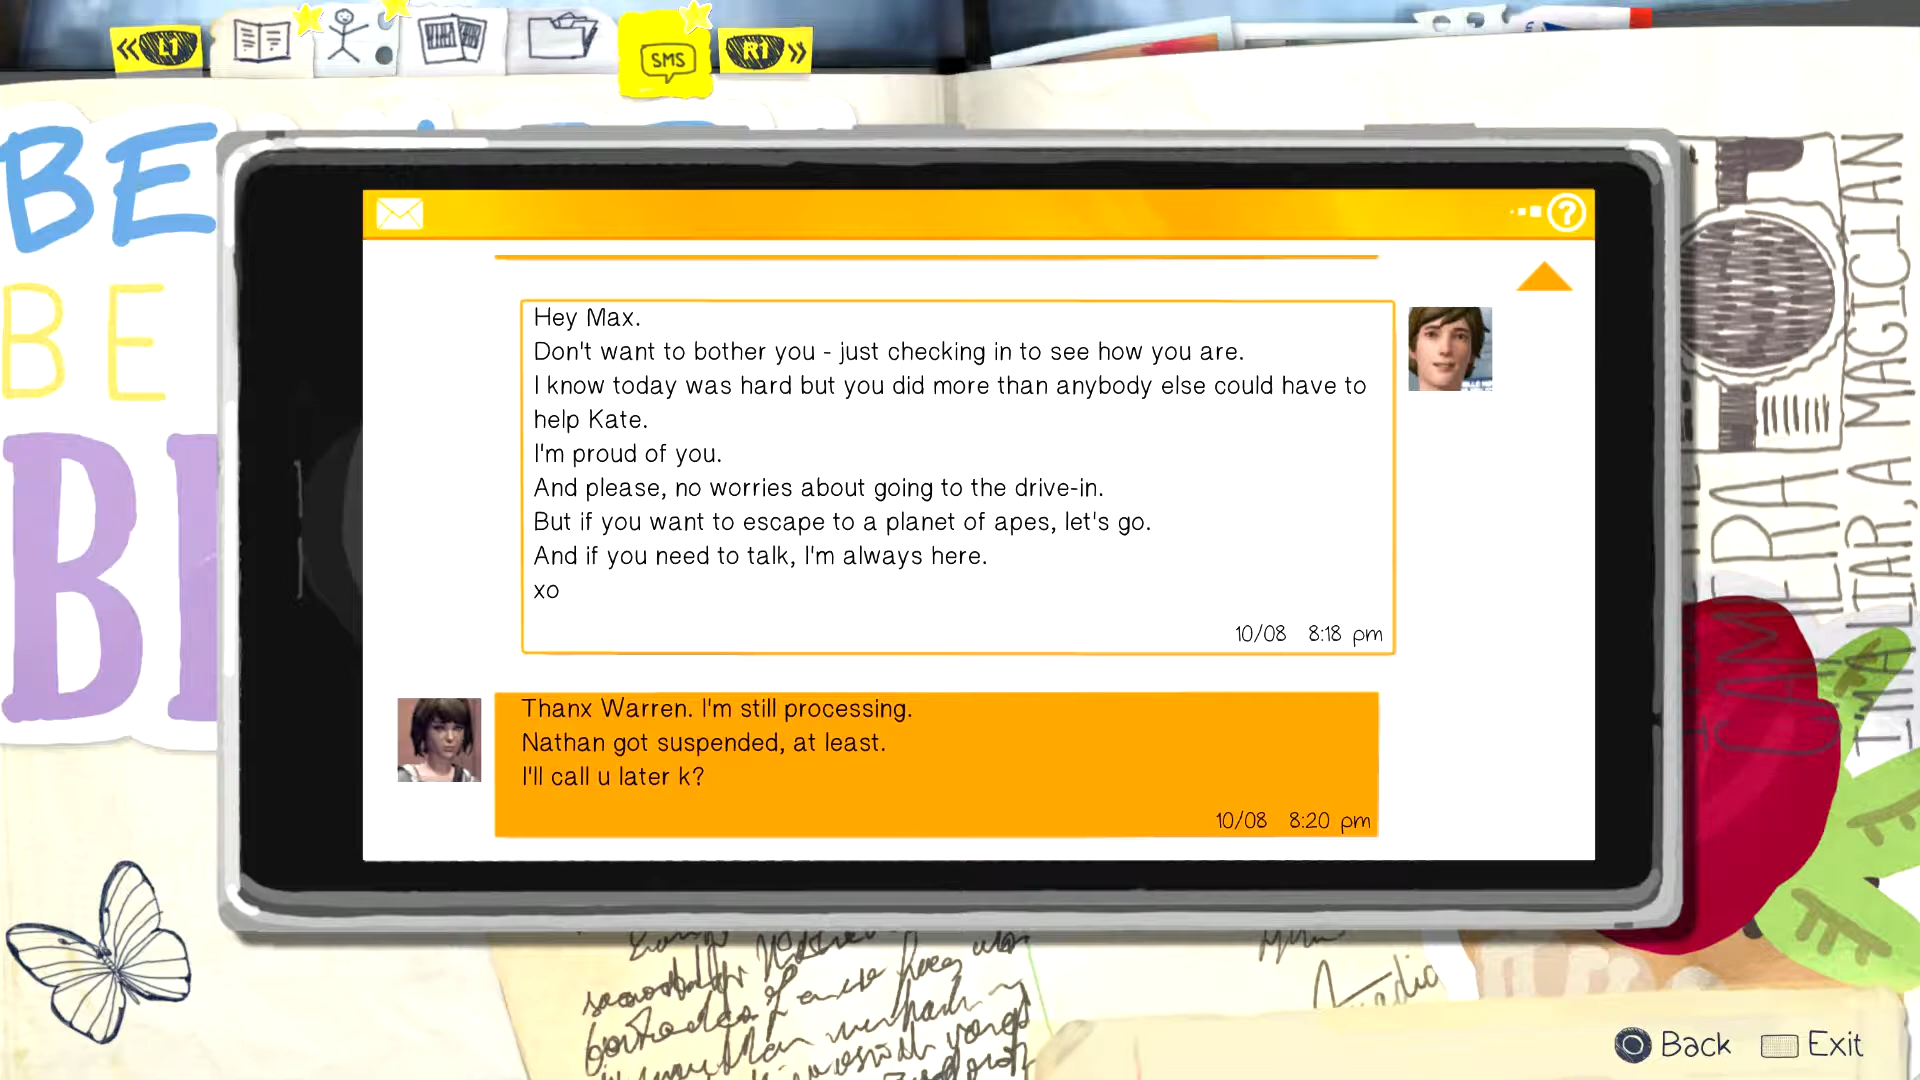 L1
SMS
R1
BE
BE
Hey Max.
Don't want to bother you - just checking in to see how you are.
I know today was hard but you did more than anybody else could have to
help Kate.
I'm proud of you.
And please, no worries about going to the drive-in.
But if you want to escape to a planet of apes, let's go.
And if you need to talk, I'm always here.
xo
10/08 8:18 pm
Thanx Warren. I'm still processing.
Nathan got suspended, at least.
I'll call u later k?
10/08 8:20 pm
CAMERA
LIAR, A MAGICIAN
Back
Exit